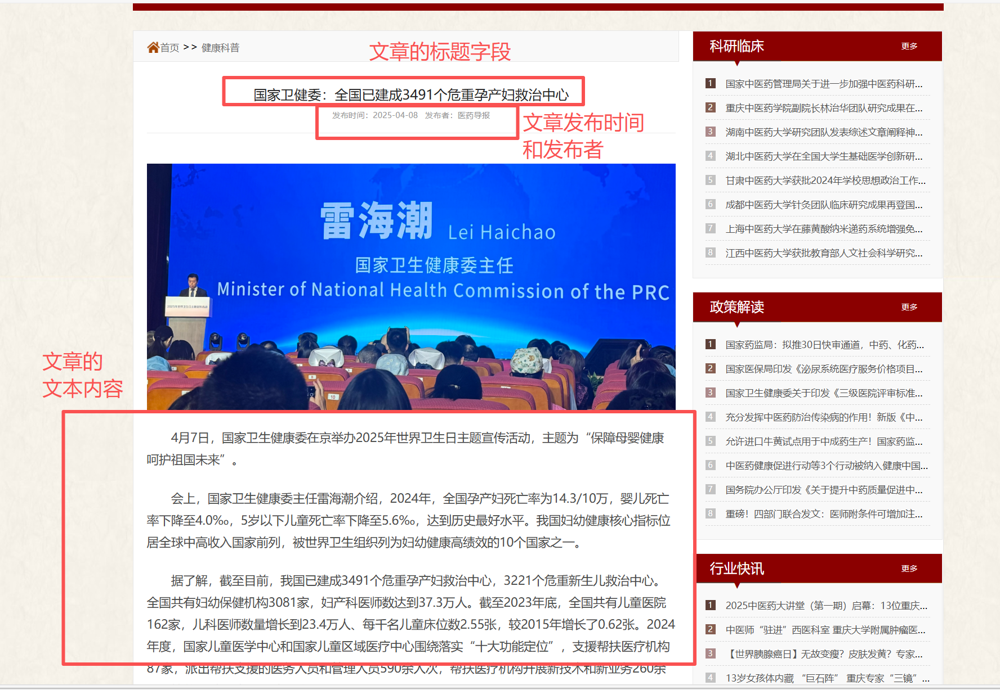 首页 >> 健康科普
文章的标题字段
国家卫健委：全国已建成3491个危重孕产妇救治中心
发布时间：2025-04-08 发布者：医药导报
文章发布时间
和发布者
雷海潮 Lei Haichao
国家卫生健康委主任
Minister of National Health Commission of the PRC
2025年世界卫生日主题宣传活动
10
文章的
文本内容
4月7日，国家卫生健康委在京举办2025年世界卫生日主题宣传活动，主题为“保障母婴健康
呵护祖国未来”。
会上，国家卫生健康委主任雷海潮介绍，2024年，全国孕产妇死亡率为14.3/10万，婴儿死亡
率下降至4.0‰，5岁以下儿童死亡率下降至5.6‰，达到历史最好水平。我国妇幼健康核心指标位
居全球中高收入国家前列，被世界卫生组织列为妇幼健康高绩效的10个国家之一。
据了解，截至目前，我国已建成3491个危重孕产妇救治中心，3221个危重新生儿救治中心。
全国共有妇幼保健机构3081家，妇产科医师数达到37.3万人。截至2023年底，全国共有儿童医院
162家，儿科医师数量增长到23.4万人、每千名儿童床位数2.55张，较2015年增长了0.62张。2024
年度，国家儿童医学中心和国家儿童区域医疗中心围绕落实“十大功能定位”，支援帮扶医疗机构
87家，派出帮扶支援的医务人员和管理人员590余人次，帮扶医疗机构开展新技术和新业务260余
科研临床 更多
1 国家中医药管理局关于进一步加强中医药科研...
2 重庆中医药学院副院长林治华团队研究成果在...
3 湖南中医药大学研究团队发表综述文章阐释神...
4 湖北中医药大学在全国大学生基础医学创新研...
5 甘肃中医药大学获批2024年学校思想政治工作...
6 成都中医药大学针灸团队临床研究成果再登国...
7 上海中医药大学在藤黄酸纳米递药系统增强免...
8 江西中医药大学获批教育部人文社会科学研究...
政策解读 更多
1 国家药监局：拟推30日快审通道，中药、化药...
2 国家医保局印发《泌尿系统医疗服务价格项目...
3 国家卫生健康委关于印发《三级医院评审标准...
4 充分发挥中医药防治传染病的作用！新版《中...
5 允许进口牛黄试点用于中成药生产！国家药监...
6 中医药健康促进行动等3个行动被纳入健康中国...
7 国务院办公厅印发《关于提升中药质量促进中...
8 重磅！四部门联合发文：医师附条件可增加注...
行业快讯 更多
1 2025中医药大讲堂（第一期）启幕：13位重庆...
2 中医师“驻进”西医科室 重庆大学附属肿瘤医...
3 【世界胰腺癌日】无故变瘦？皮肤发黄？专家...
4 13岁女孩体内藏 “巨石阵” 重庆专家“三镜”...